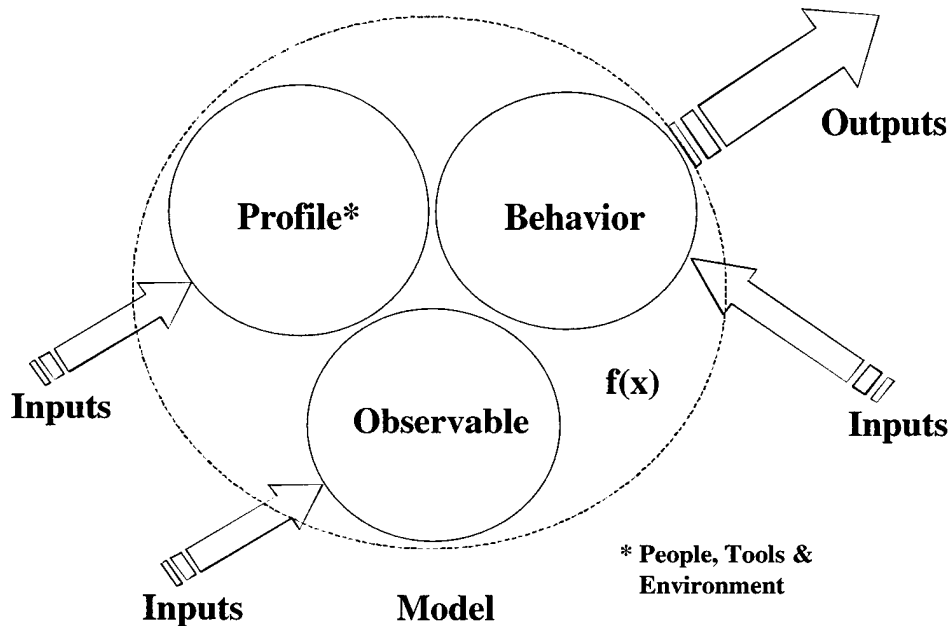 Outputs
Profile*
Behavior
f(x)
Inputs
Observable
Inputs
* People, Tools &
Environment
Inputs
Model